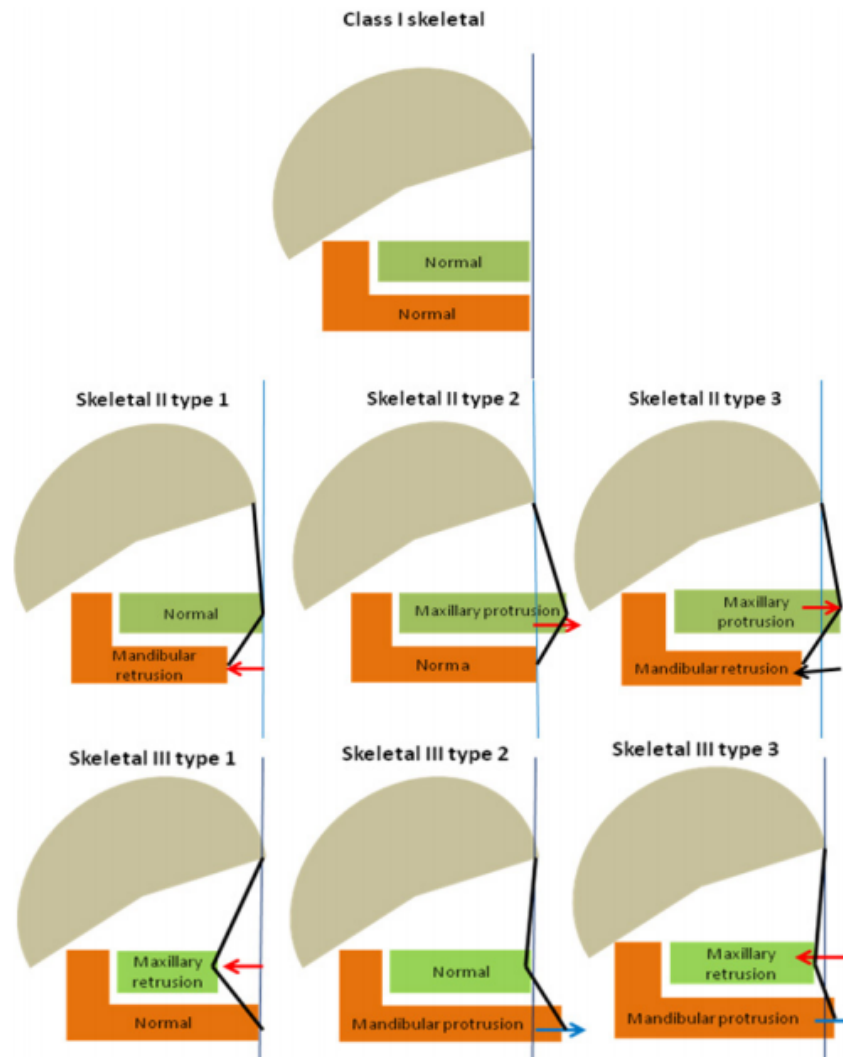 Class I skeletal
Normal
Normal
Skeletal II type 1
Skeletal II type 2
Skeletal II type 3
Normal
Mandibular
retrusion
Maxillary protrusion
Norma
Maxillary
protrusion
Mandibular retrusion
Skeletal III type 1
Skeletal III type 2
Skeletal III type 3
Maxillary
retrusion
Normal
Normal
Mandibular protrusion
Maxillary
retrusion
Mandibular protrusion